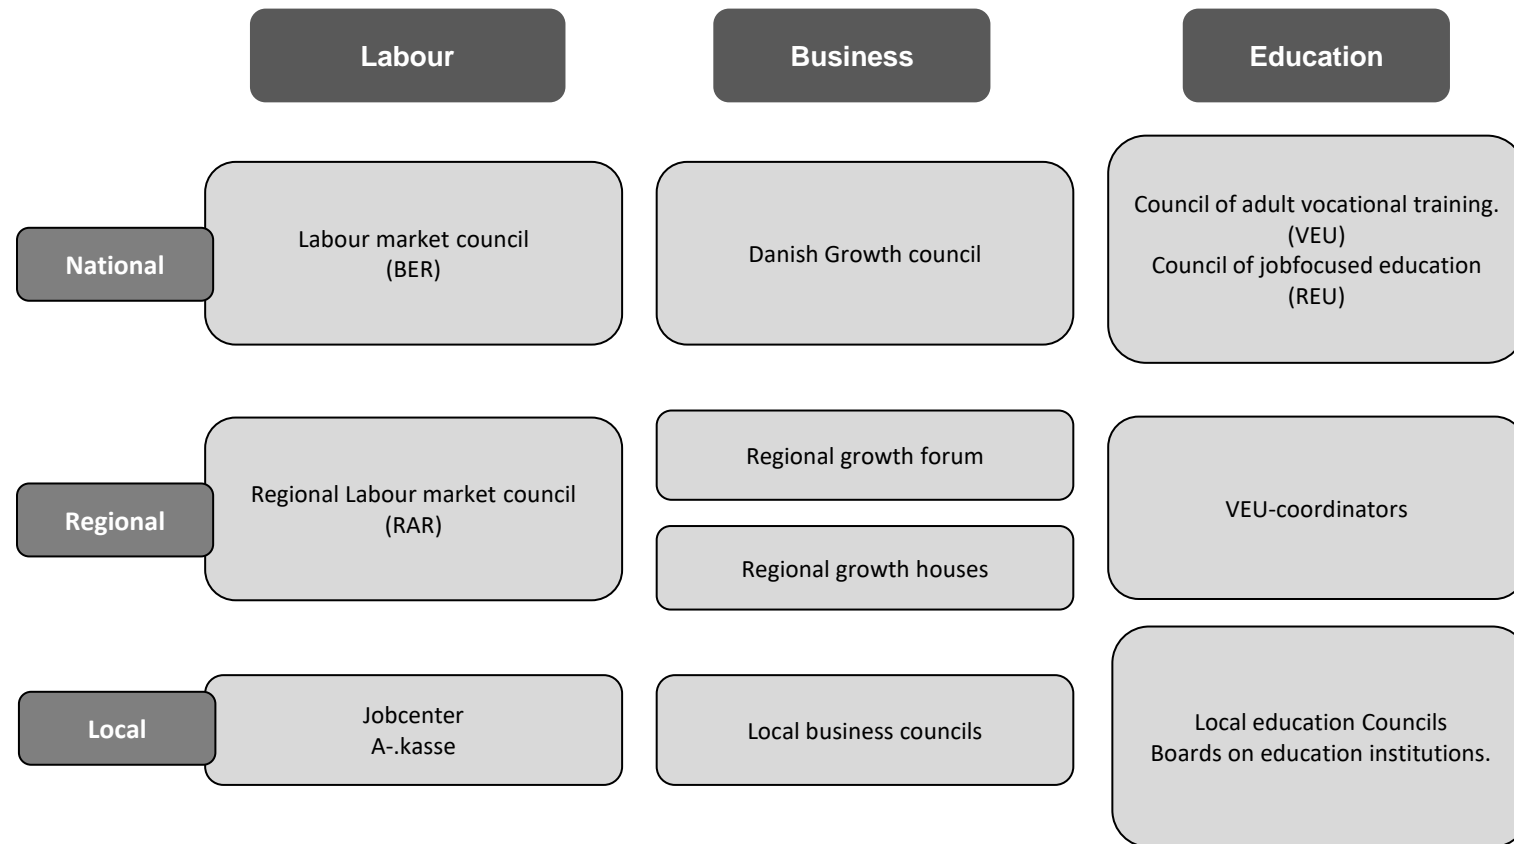 Labour
Business
Education
National
Labour market council
(BER)
Danish Growth council
Council of adult vocational training.
(VEU)
Council of jobfocused education
(REU)
Regional
Regional Labour market council
(RAR)
Regional growth forum
Regional growth houses
VEU-coordinators
Local
Jobcenter
A-.kasse
Local business councils
Local education Councils
Boards on education institutions.